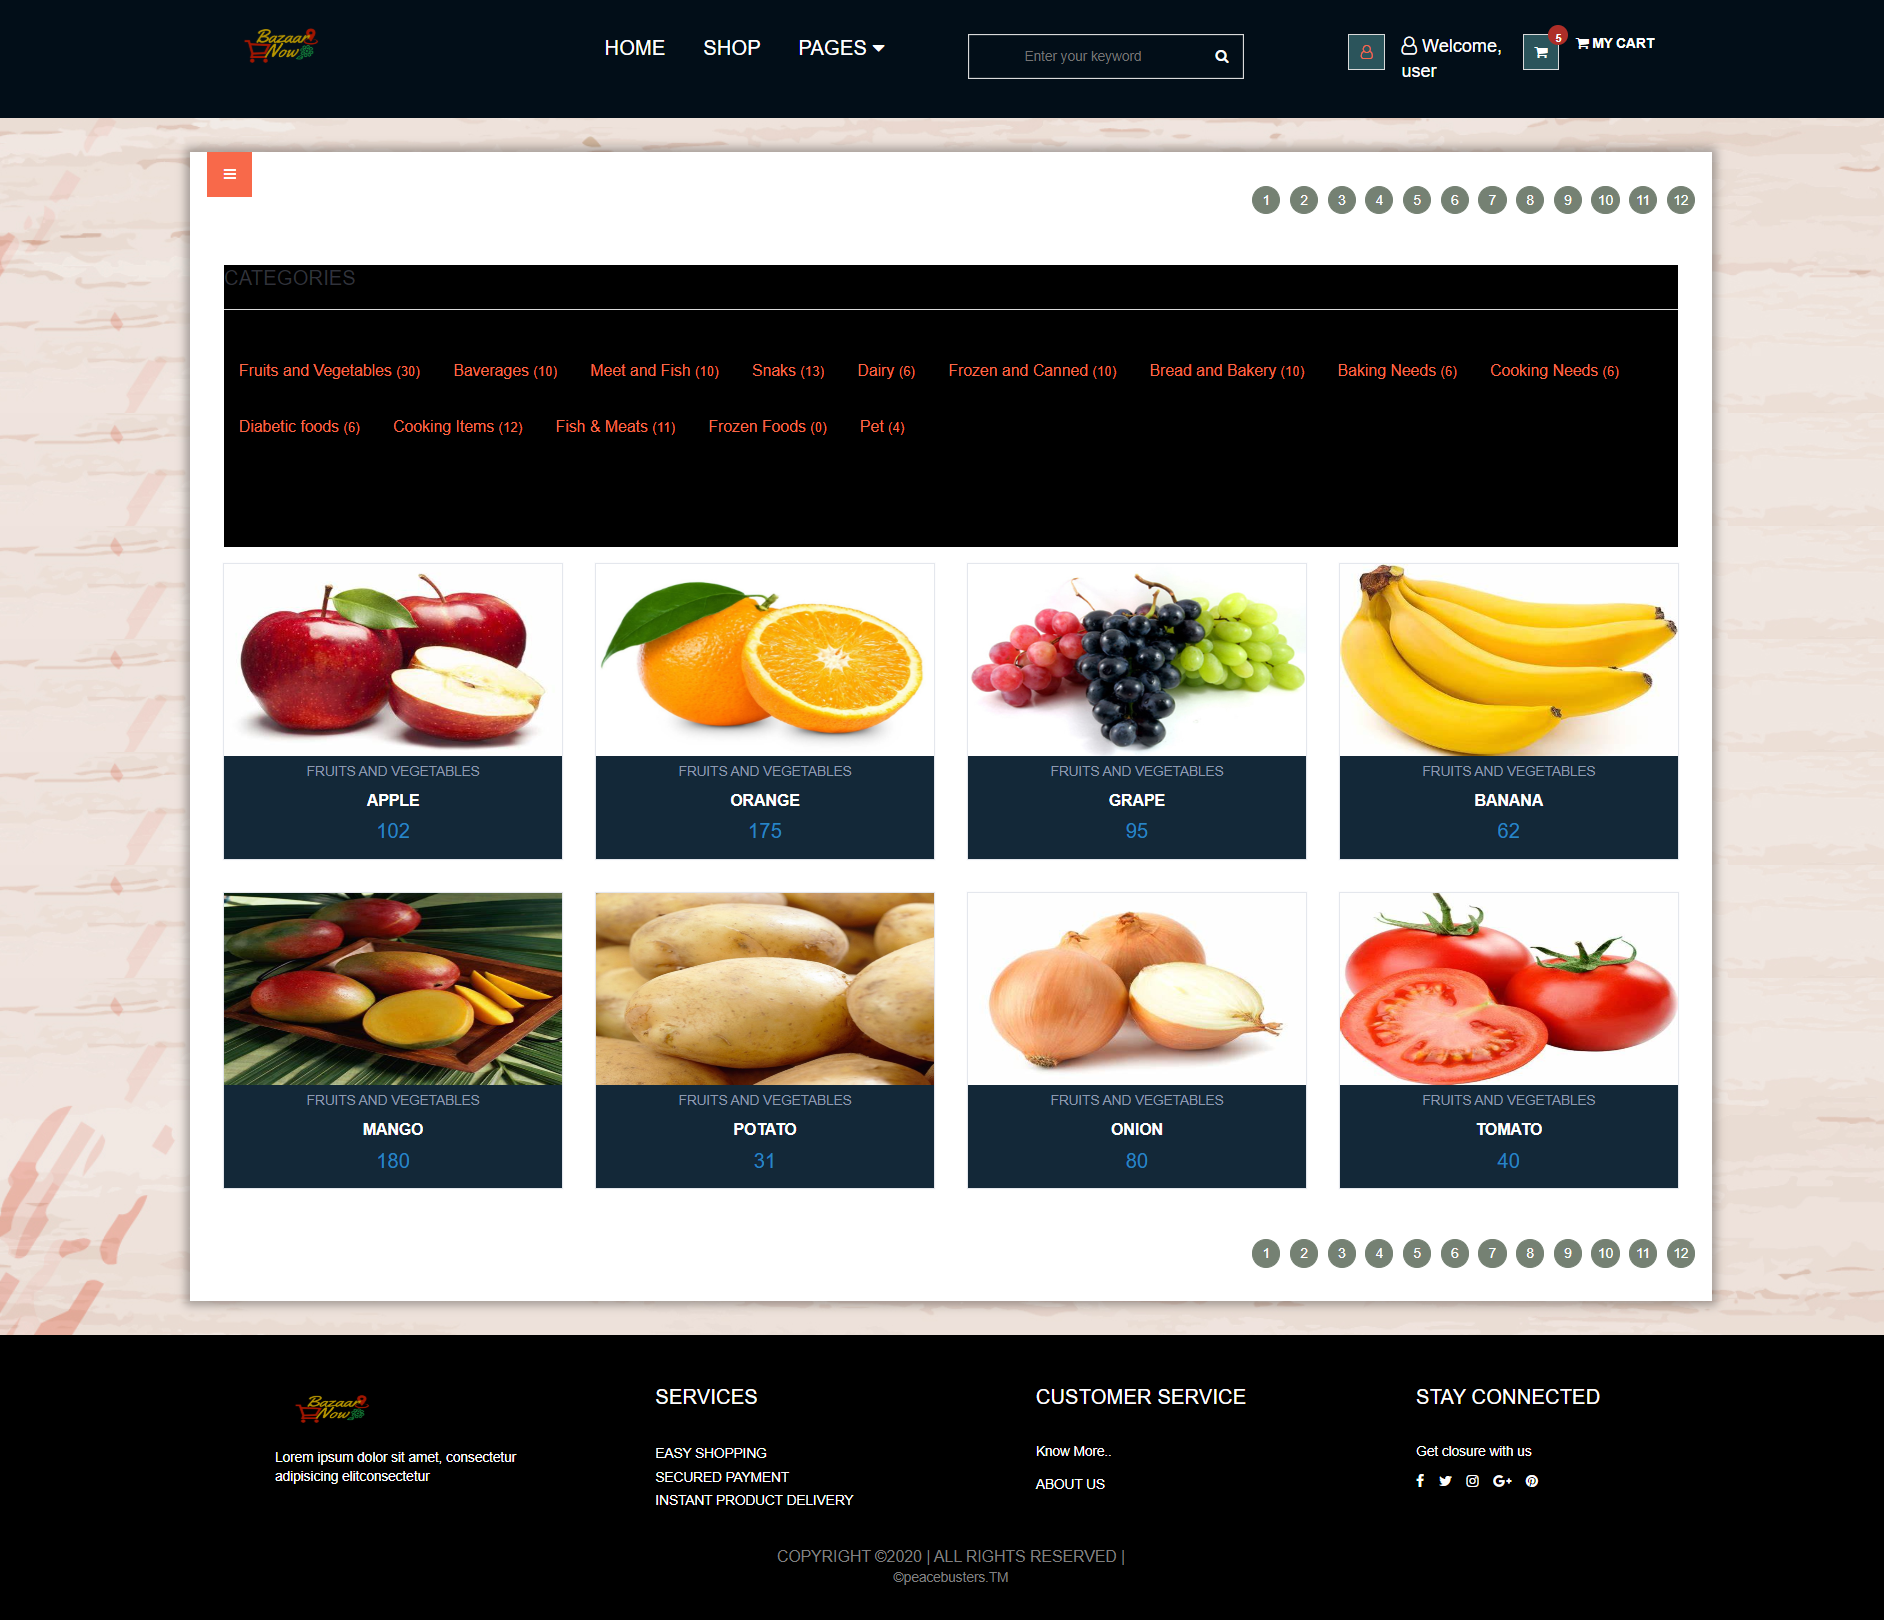 Bazaar Now
HOME SHOP PAGES
Enter your keyword
Welcome, user
5
MY CART
1 2 3 4 5 6 7 8 9 10 11 12
CATEGORIES
Fruits and Vegetables (30) Baverages (10) Meet and Fish (10) Snaks (13) Dairy (6) Frozen and Canned (10) Bread and Bakery (10) Baking Needs (6) Cooking Needs (6)
Diabetic foods (6) Cooking Items (12) Fish & Meats (11) Frozen Foods (0) Pet (4)
FRUITS AND VEGETABLES FRUITS AND VEGETABLES FRUITS AND VEGETABLES FRUITS AND VEGETABLES
APPLE ORANGE GRAPE BANANA
102 175 95 62
FRUITS AND VEGETABLES FRUITS AND VEGETABLES FRUITS AND VEGETABLES FRUITS AND VEGETABLES
MANGO POTATO ONION TOMATO
180 31 80 40
1 2 3 4 5 6 7 8 9 10 11 12
Bazaar Now
Lorem ipsum dolor sit amet, consectetur
adipisicing elitconsectetur
SERVICES
EASY SHOPPING
SECURED PAYMENT
INSTANT PRODUCT DELIVERY
CUSTOMER SERVICE
Know More..
ABOUT US
STAY CONNECTED
Get closure with us
COPYRIGHT ©2020 | ALL RIGHTS RESERVED |
©peacebusters.TM